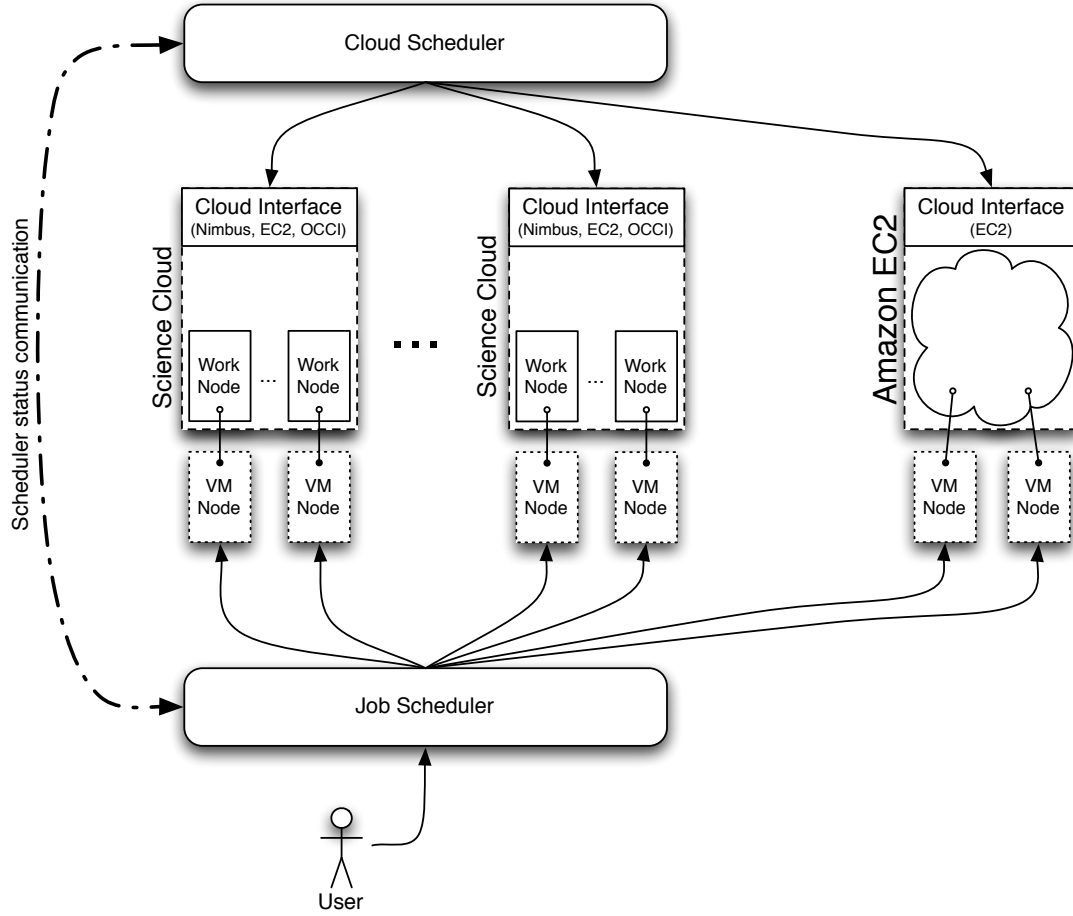 Cloud Scheduler
Scheduler status communication
Science Cloud
Cloud Interface
(Nimbus, EC2, OCCI)
Work
Node
...
Work
Node
VM
Node
VM
Node
...
Science Cloud
Cloud Interface
(Nimbus, EC2, OCCI)
Work
Node
...
Work
Node
VM
Node
VM
Node
Amazon EC2
Cloud Interface
(EC2)
VM
Node
VM
Node
Job Scheduler
User